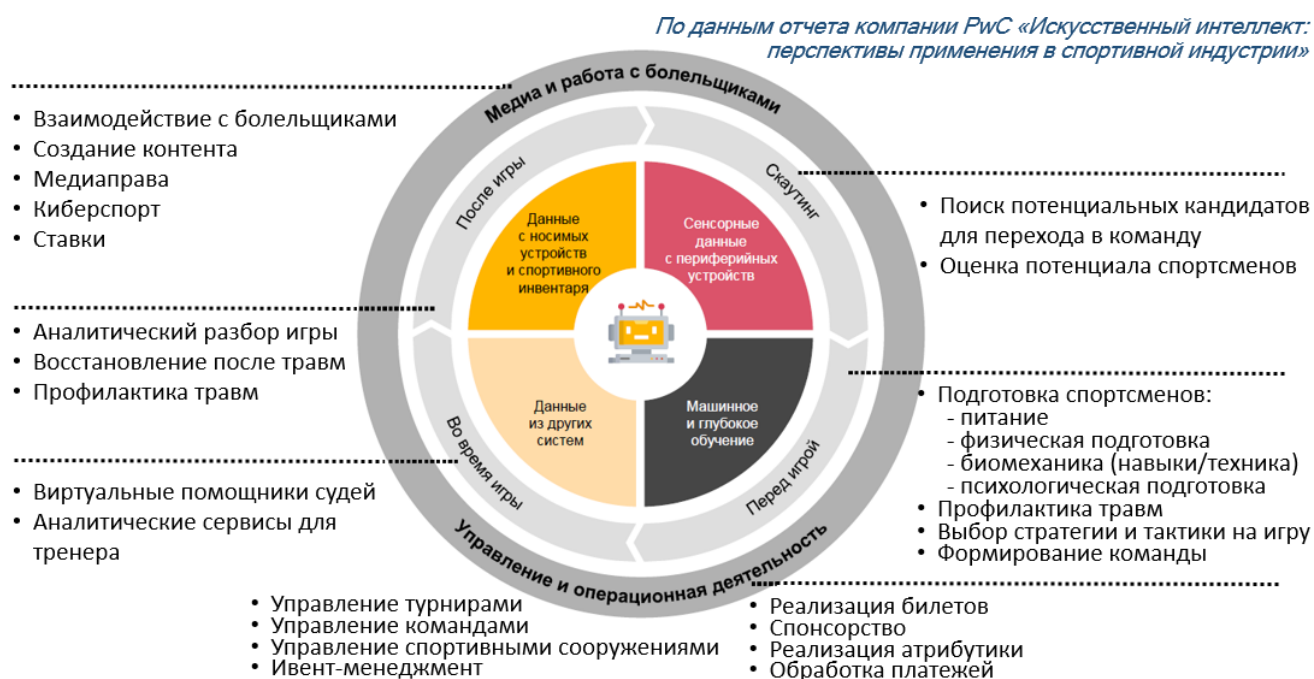 По данным отчета компании PwC «Искусственный интеллект:
перспективы применения в спортивной индустрии»
Медиа и работа с болельщиками
• Взаимодействие с болельщиками
• Создание контента
• Медиаправа
• Киберспорт
• Ставки
После игры
Скаутинг
• Поиск потенциальных кандидатов
для перехода в команду
• Оценка потенциала спортсменов
Данные
с носимых
устройств
и спортивного
инвентаря
Сенсорные
данные
с периферийных
устройств
• Аналитический разбор игры
• Восстановление после травм
• Профилактика травм
Данные
из других
систем
Машинное
и глубокое
обучение
• Подготовка спортсменов:
- питание
- физическая подготовка
- биомеханика (навыки/техника)
- психологическая подготовка
• Профилактика травм
• Выбор стратегии и тактики на игру
• Формирование команды
Во время игры
Перед игрой
• Виртуальные помощники судей
• Аналитические сервисы для
тренера
Управление и операционная деятельность
• Управление турнирами
• Управление командами
• Управление спортивными сооружениями
• Ивент-менеджмент
• Реализация билетов
• Спонсорство
• Реализация атрибутики
• Обработка платежей